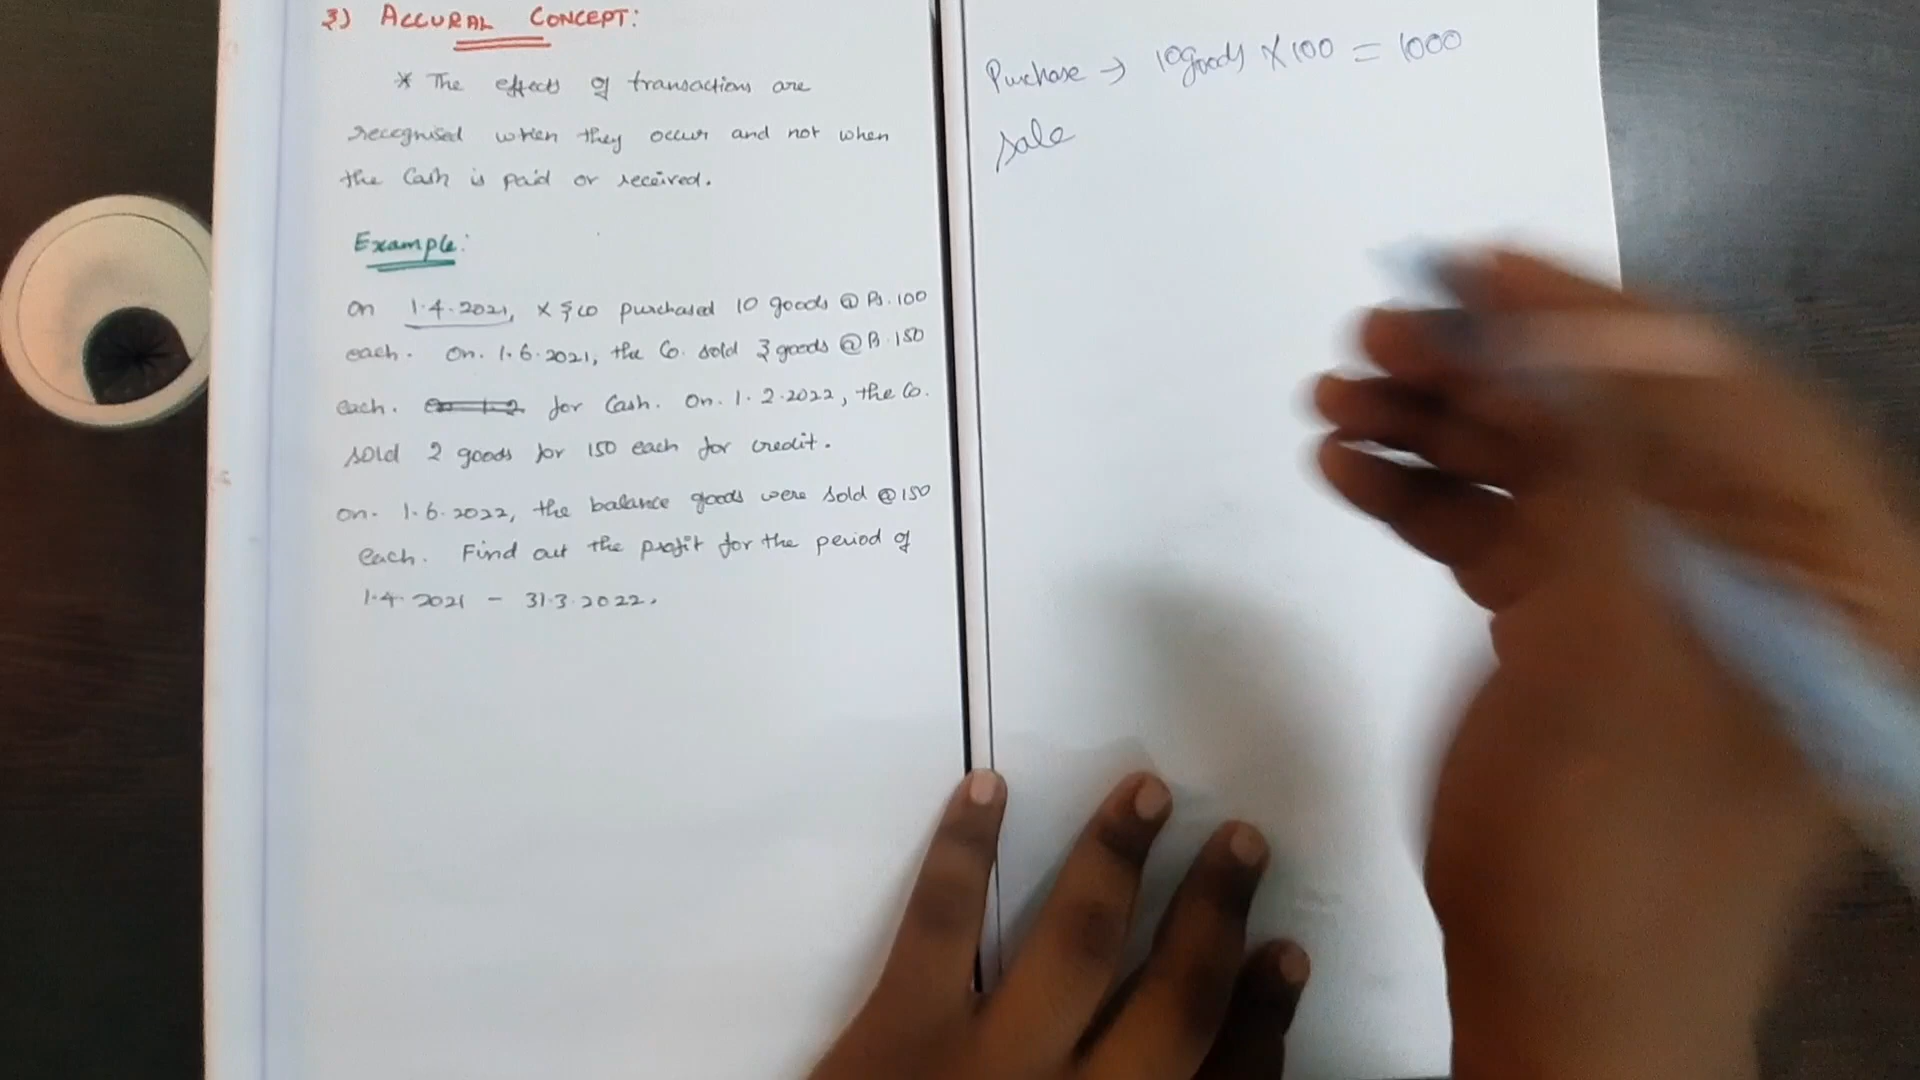 3) ACCURAL CONCEPT:
* The effects of transactions are
recognised when they occur and not when
the Cash is paid or received.
Example:
On 1.4.2021, X & Co purchased 10 goods @ Rs. 100
each. On. 1.6.2021, the Co. sold 3 goods @ Rs. 150
each. for Cash. On. 1.2.2022, the Co.
sold 2 goods for 150 each for credit.
On. 1.6.2022, the balance goods were sold @ 150
each. Find out the profit for the period of
1.4.2021 - 31.3.2022.
Purchase → 10goods X 100 = 1000
sale